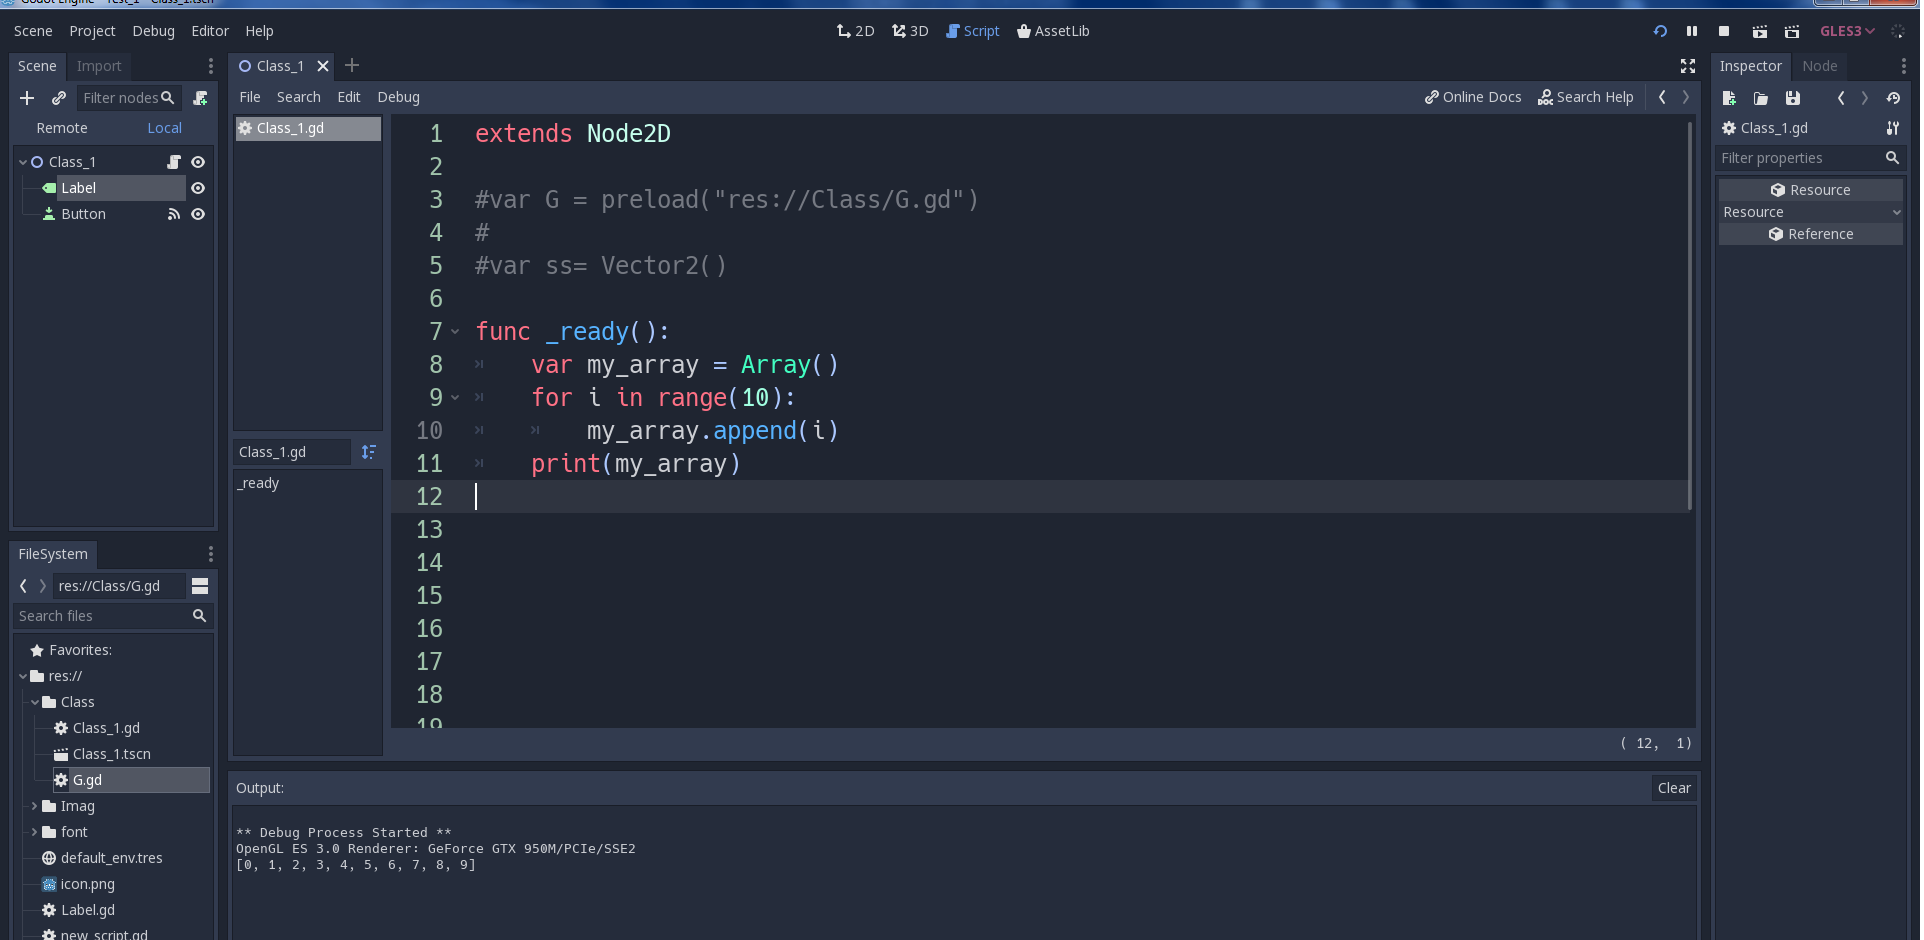 Godot Engine - Test_1 - Class_1.tscn
Scene Project Debug Editor Help
2D 3D Script AssetLib
GLES3
Scene Import
Filter nodes
Remote Local
Class_1
Label
Button
FileSystem
res://Class/G.gd
Search files
Favorites:
res://
Class
Class_1.gd
Class_1.tscn
G.gd
Imag
font
default_env.tres
icon.png
Label.gd
new_script.gd
Class_1
File Search Edit Debug
Online Docs Search Help
Class_1.gd
Class_1.gd
_ready
1 extends Node2D
2
3 #var G = preload("res://Class/G.gd")
4 #
5 #var ss= Vector2()
6
7 func _ready():
8 var my_array = Array()
9 for i in range(10):
10 my_array.append(i)
11 print(my_array)
12
13
14
15
16
17
18
19
( 12, 1)
Output:
Clear
** Debug Process Started **
OpenGL ES 3.0 Renderer: GeForce GTX 950M/PCIe/SSE2
[0, 1, 2, 3, 4, 5, 6, 7, 8, 9]
Inspector Node
Class_1.gd
Filter properties
Resource
Resource
Reference